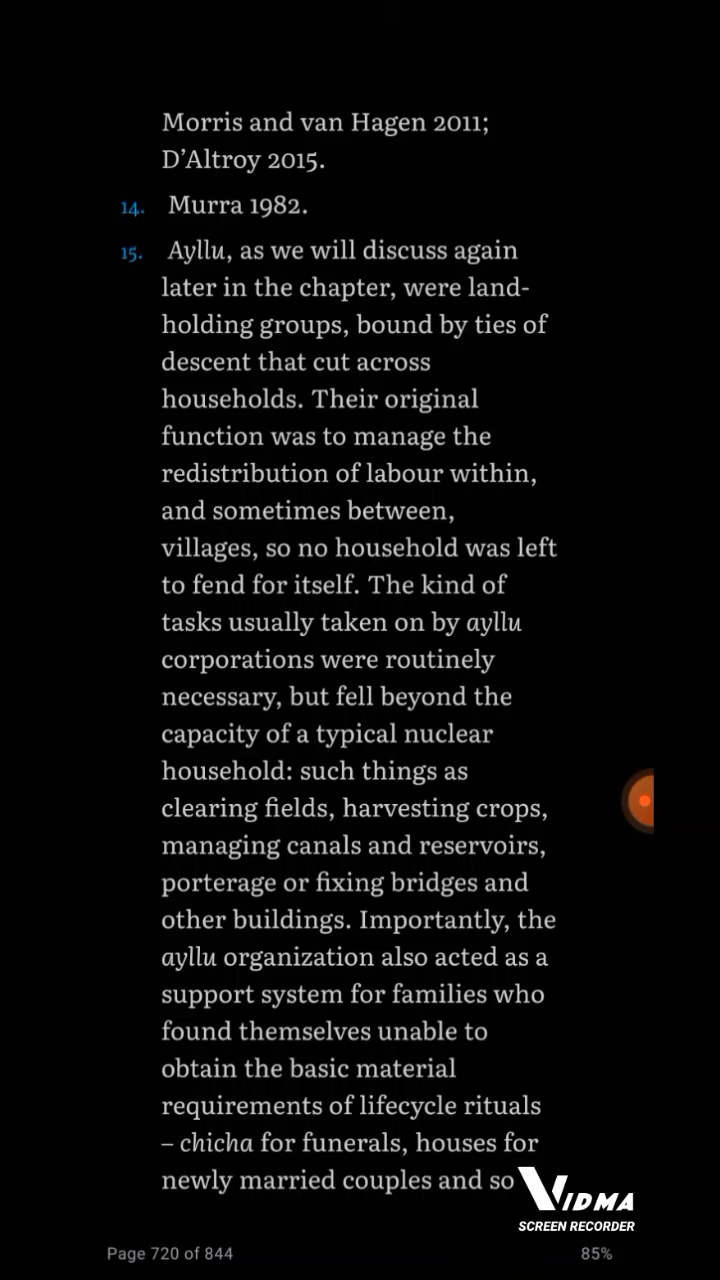 Morris and van Hagen 2011;
D’Altroy 2015.
14. Murra 1982.
15. Ayllu, as we will discuss again
later in the chapter, were land-
holding groups, bound by ties of
descent that cut across
households. Their original
function was to manage the
redistribution of labour within,
and sometimes between,
villages, so no household was left
to fend for itself. The kind of
tasks usually taken on by ayllu
corporations were routinely
necessary, but fell beyond the
capacity of a typical nuclear
household: such things as
clearing fields, harvesting crops,
managing canals and reservoirs,
porterage or fixing bridges and
other buildings. Importantly, the
ayllu organization also acted as a
support system for families who
found themselves unable to
obtain the basic material
requirements of lifecycle rituals
– chicha for funerals, houses for
newly married couples and so
VIDMA
SCREEN RECORDER
Page 720 of 844 85%